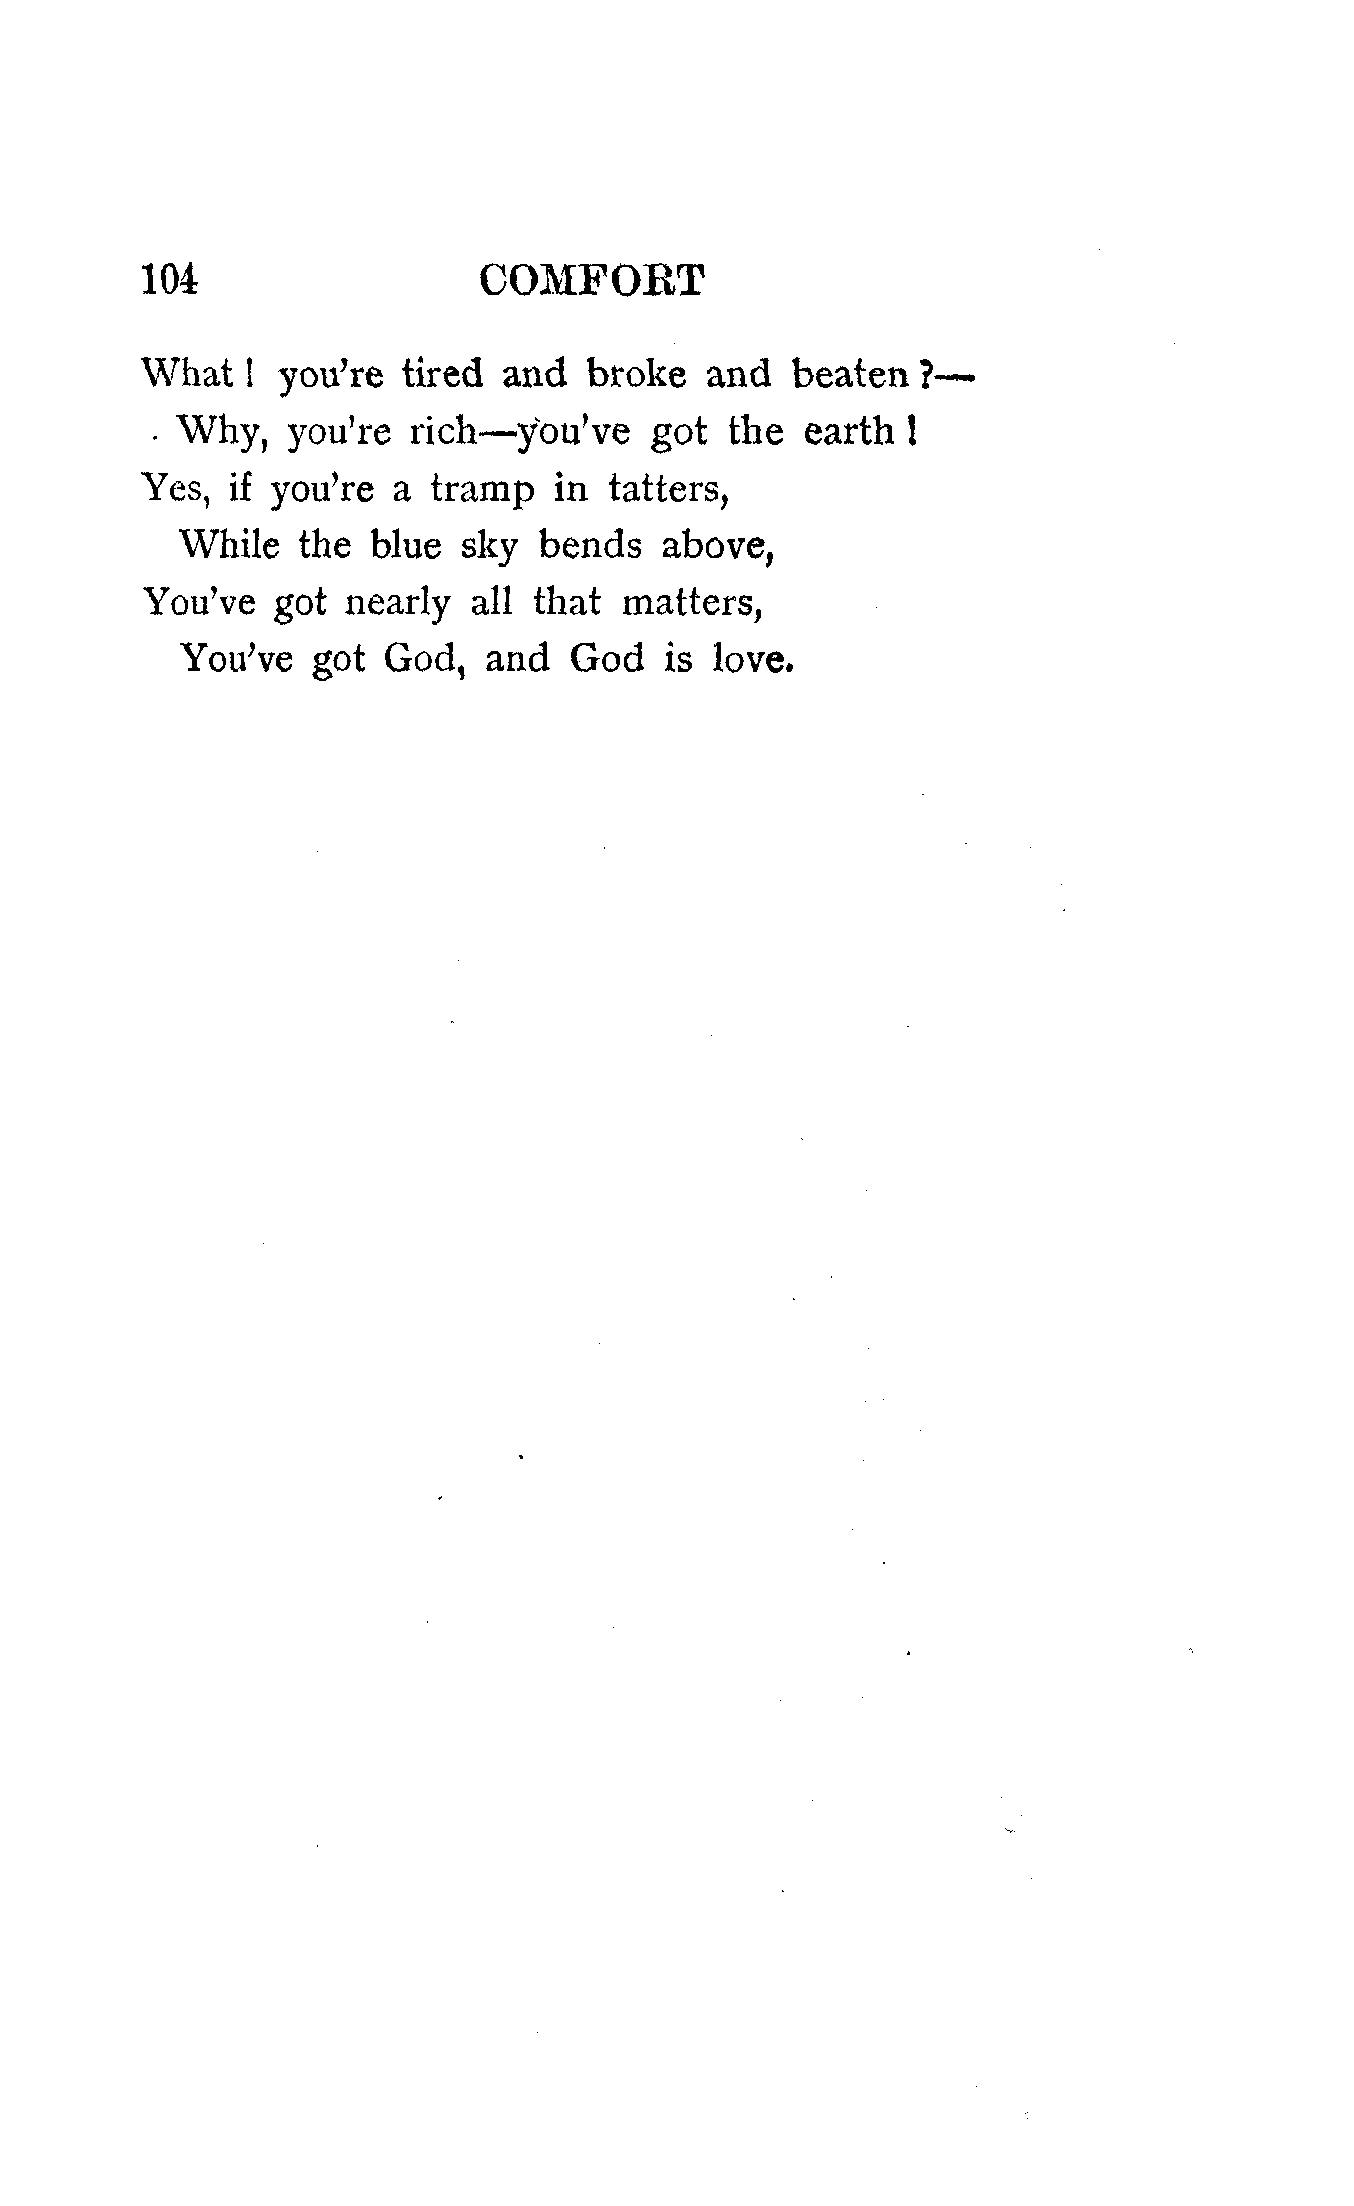 104 COMFORT
What! you're tired and broke and beaten?—
Why, you're rich—you've got the earth!
Yes, if you're a tramp in tatters,
While the blue sky bends above,
You've got nearly all that matters,
You've got God, and God is love.